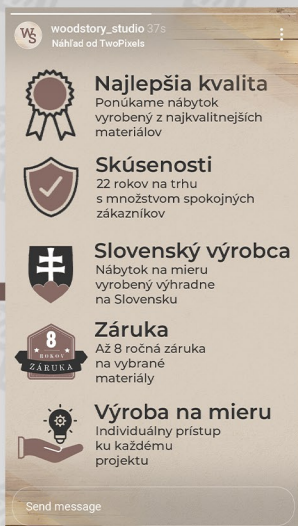 WS
woodstory_studio 37s
Náhľad od TwoPixels
Najlepšia kvalita
Ponúkame nábytok
vyrobený z najkvalitnejších
materiálov
Skúsenosti
22 rokov na trhu
s množstvom spokojných
zákazníkov
Slovenský výrobca
Nábytok na mieru
vyrobený výhradne
na Slovensku
8
ROKOV
ZÁRUKA
Záruka
Až 8 ročná záruka
na vybrané
materiály
Výroba na mieru
Individuálny prístup
ku každému
projektu
Send message